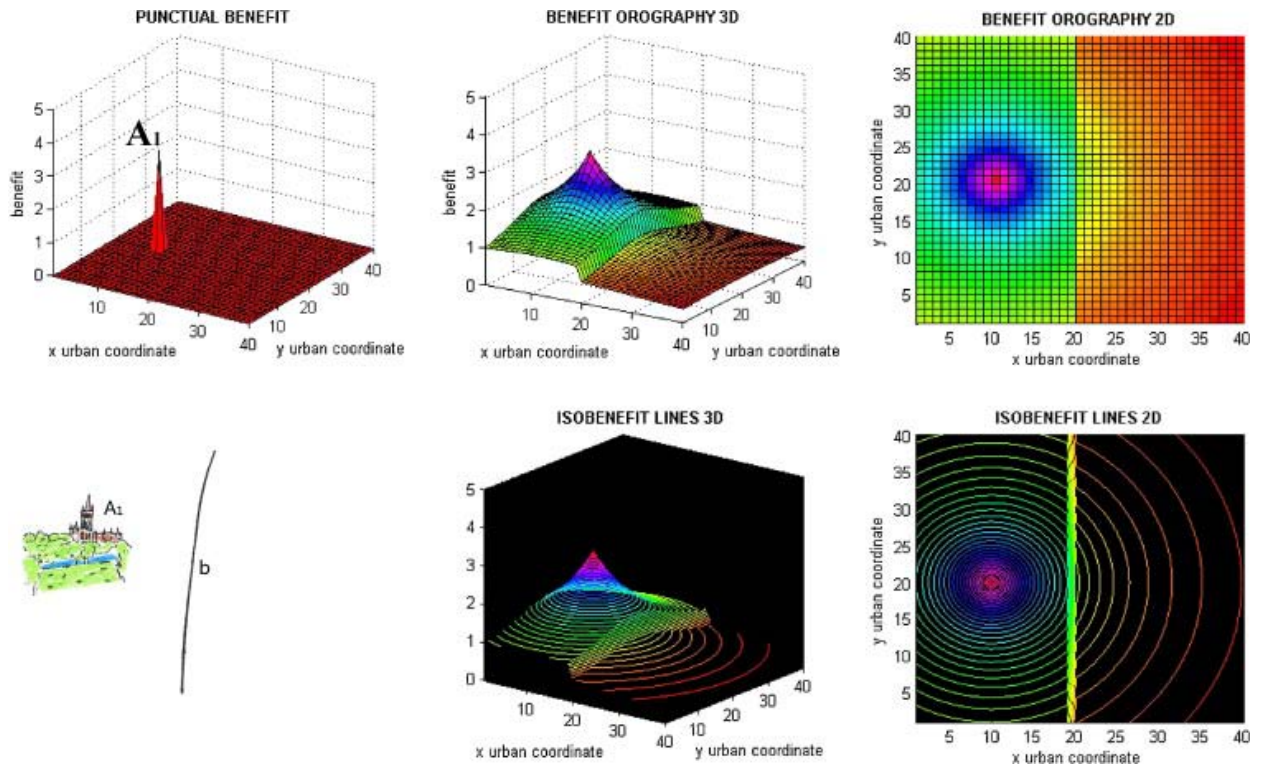 PUNCTUAL BENEFIT
5
4
3
2
1
0
benefit
A1
10
20
30
40
x urban coordinate
10
20
30
40
y urban coordinate
BENEFIT OROGRAPHY 3D
5
4
3
2
1
0
benefit
10
20
30
40
x urban coordinate
10
20
30
40
y urban coordinate
BENEFIT OROGRAPHY 2D
40
35
30
25
20
15
10
5
y urban coordinate
5 10 15 20 25 30 35 40
x urban coordinate
A1
b
ISOBENEFIT LINES 3D
5
4
3
2
1
0
10
20
30
40
x urban coordinate
10
20
30
40
y urban coordinate
ISOBENEFIT LINES 2D
40
35
30
25
20
15
10
5
y urban coordinate
5 10 15 20 25 30 35 40
x urban coordinate